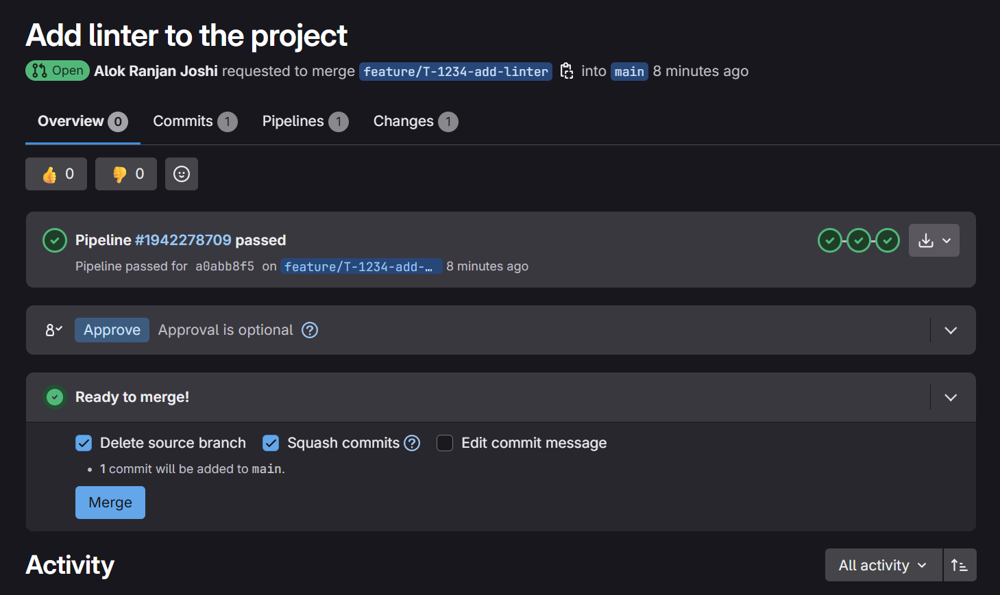 Add linter to the project
Open Alok Ranjan Joshi requested to merge feature/T-1234-add-linter into main 8 minutes ago
Overview 0 Commits 1 Pipelines 1 Changes 1
0 0
Pipeline #1942278709 passed
Pipeline passed for a0abb8f5 on feature/T-1234-add-… 8 minutes ago
Approve Approval is optional
Ready to merge!
Delete source branch Squash commits Edit commit message
1 commit will be added to main.
Merge
Activity All activity